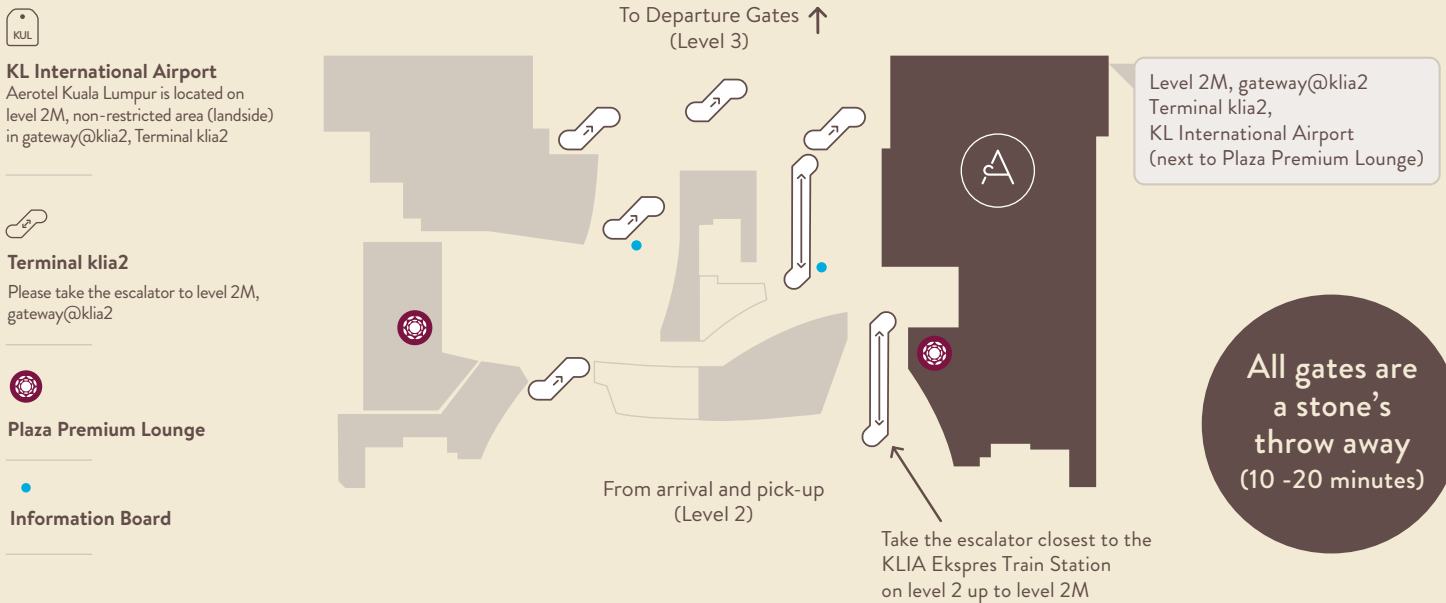 KUL
KL International Airport
Aerotel Kuala Lumpur is located on
level 2M, non-restricted area (landside)
in gateway@klia2, Terminal klia2
Terminal klia2
Please take the escalator to level 2M,
gateway@klia2
Plaza Premium Lounge
Information Board
To Departure Gates
(Level 3)
A
Level 2M, gateway@klia2
Terminal klia2,
KL International Airport
(next to Plaza Premium Lounge)
All gates are
a stone’s
throw away
(10 -20 minutes)
From arrival and pick-up
(Level 2)
Take the escalator closest to the
KLIA Ekspres Train Station
on level 2 up to level 2M